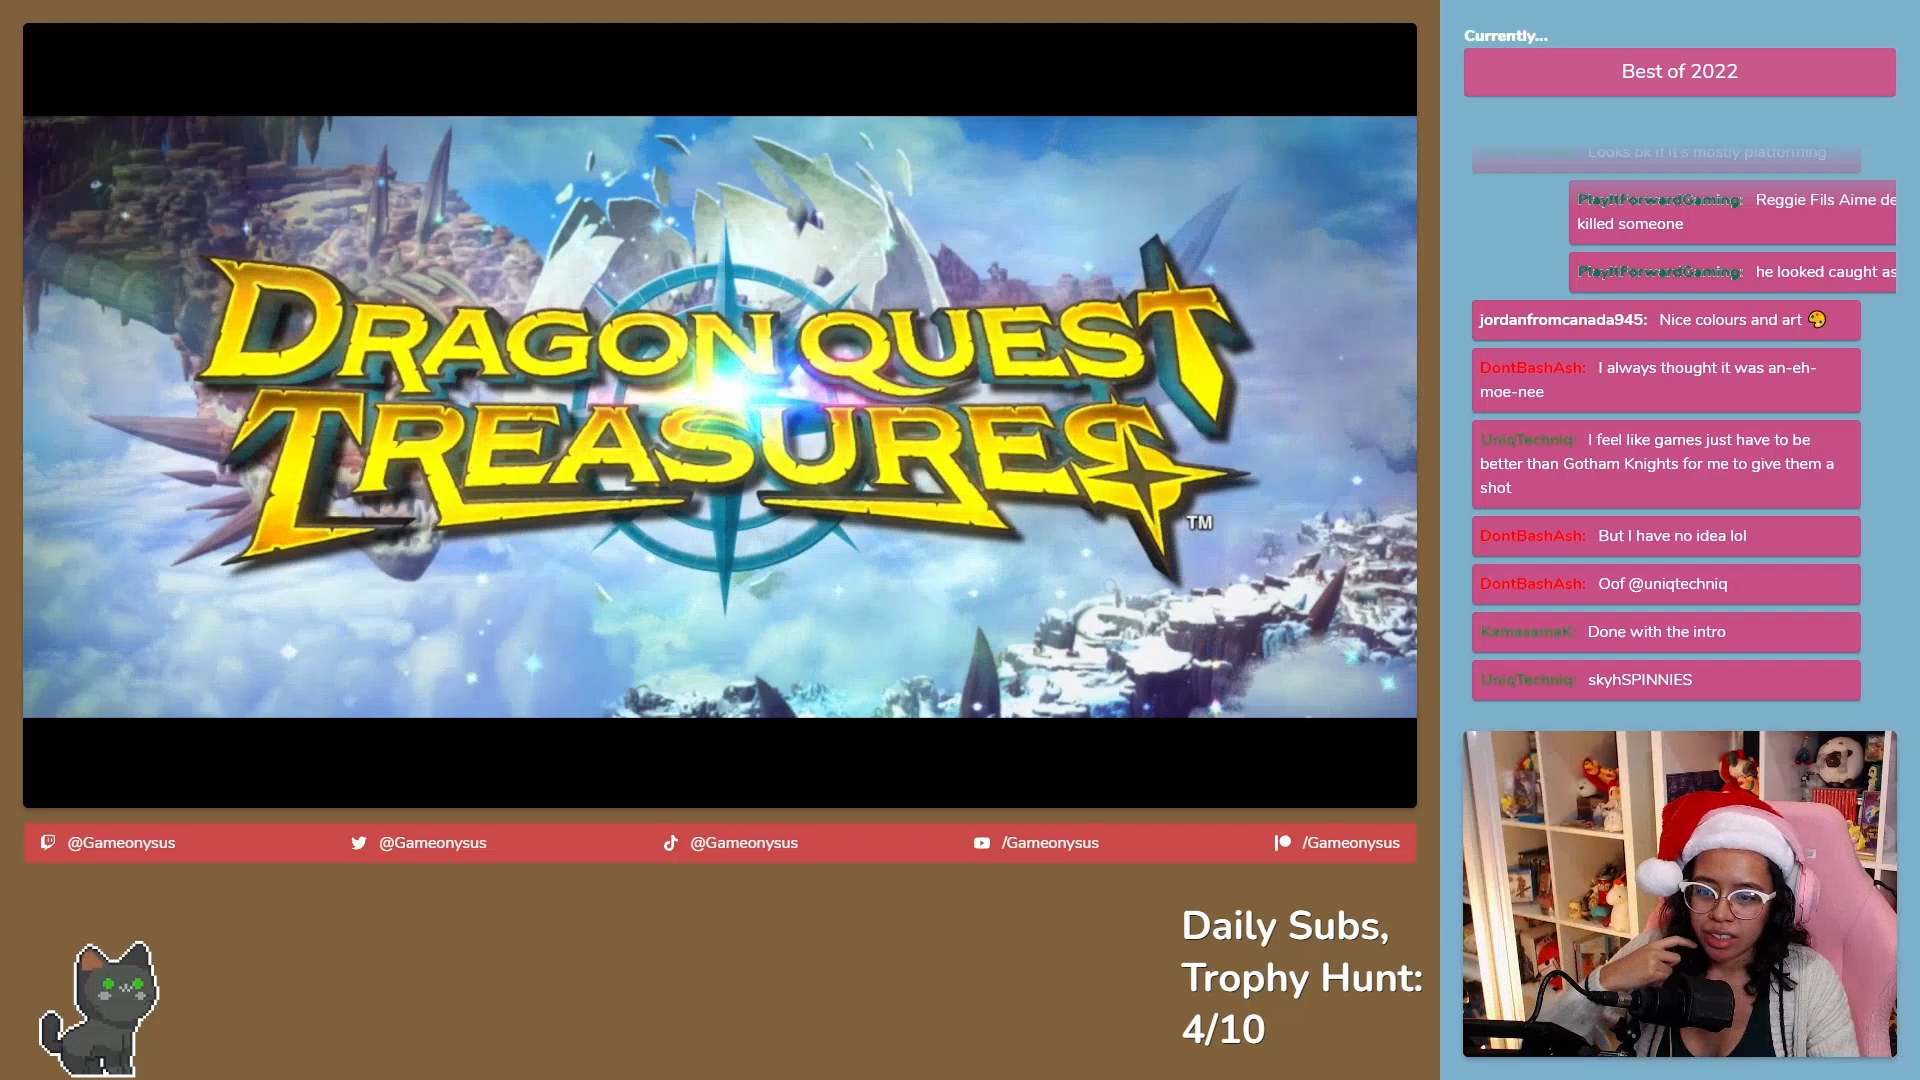 DRAGON QUEST
TREASURES
TM
@Gameonysus
@Gameonysus
@Gameonysus
/Gameonysus
/Gameonysus
Daily Subs,
Trophy Hunt:
4/10
Currently...
Best of 2022
Looks ok if it's mostly platforming
PlayItForwardGaming: Reggie Fils Aime de
killed someone
PlayItForwardGaming: he looked caught as
jordanfromcanada945: Nice colours and art
DontBashAsh: I always thought it was an-eh-
moe-nee
UniqTechniq: I feel like games just have to be
better than Gotham Knights for me to give them a
shot
DontBashAsh: But I have no idea lol
DontBashAsh: Oof @uniqtechniq
KamasamaK: Done with the intro
UniqTechniq: skyhSPINNIES